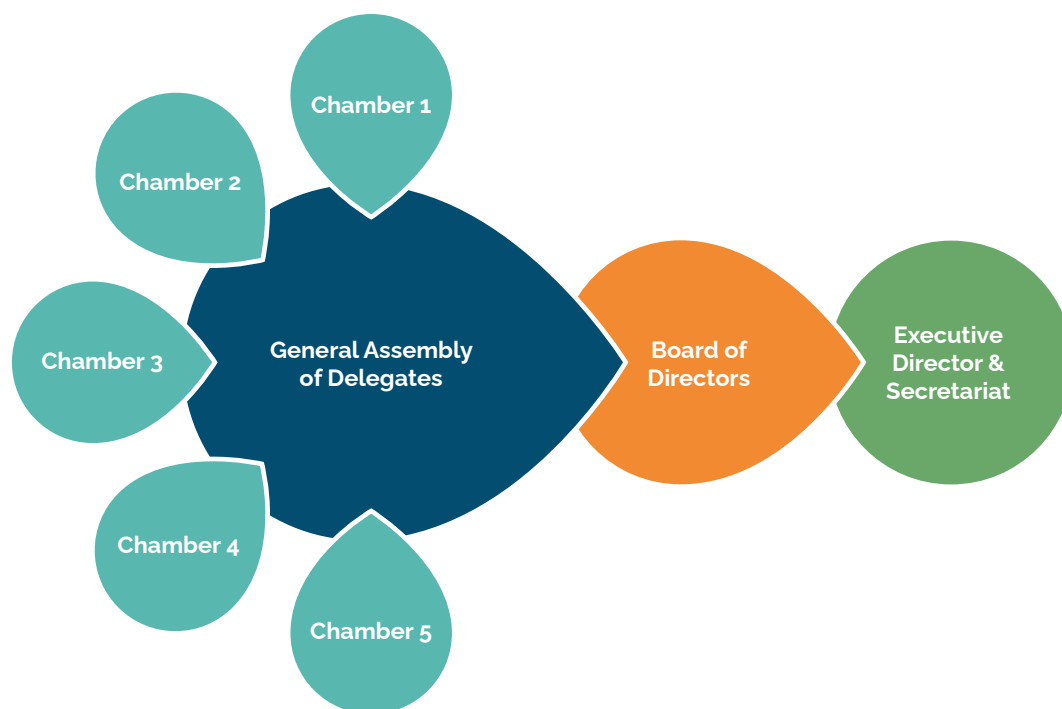 Chamber 1
Chamber 2
Chamber 3
Chamber 4
Chamber 5
General Assembly
of Delegates
Board of
Directors
Executive
Director &
Secretariat